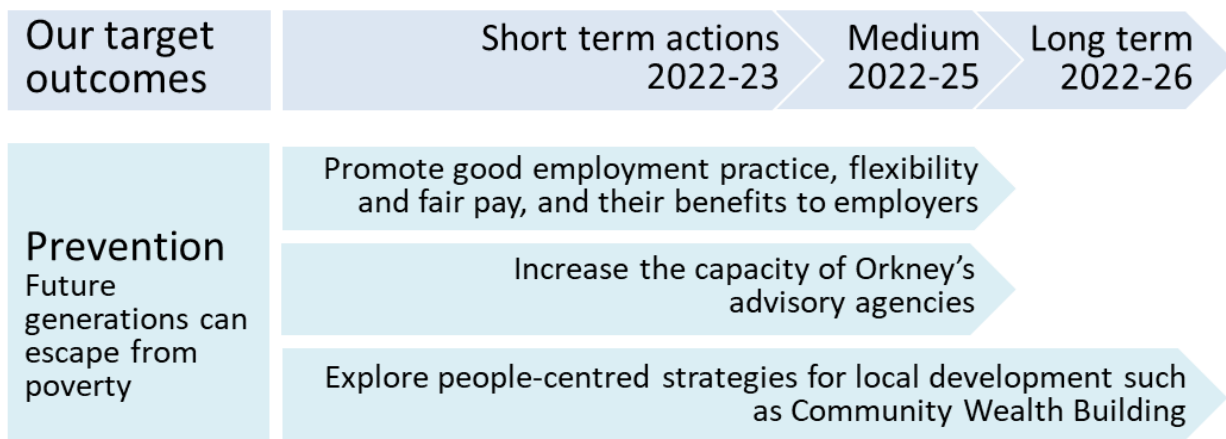 Our target
outcomes
Short term actions
2022-23
Medium
2022-25
Long term
2022-26
Prevention
Future
generations can
escape from
poverty
Promote good employment practice, flexibility
and fair pay, and their benefits to employers
Increase the capacity of Orkney’s
advisory agencies
Explore people-centred strategies for local development such
as Community Wealth Building